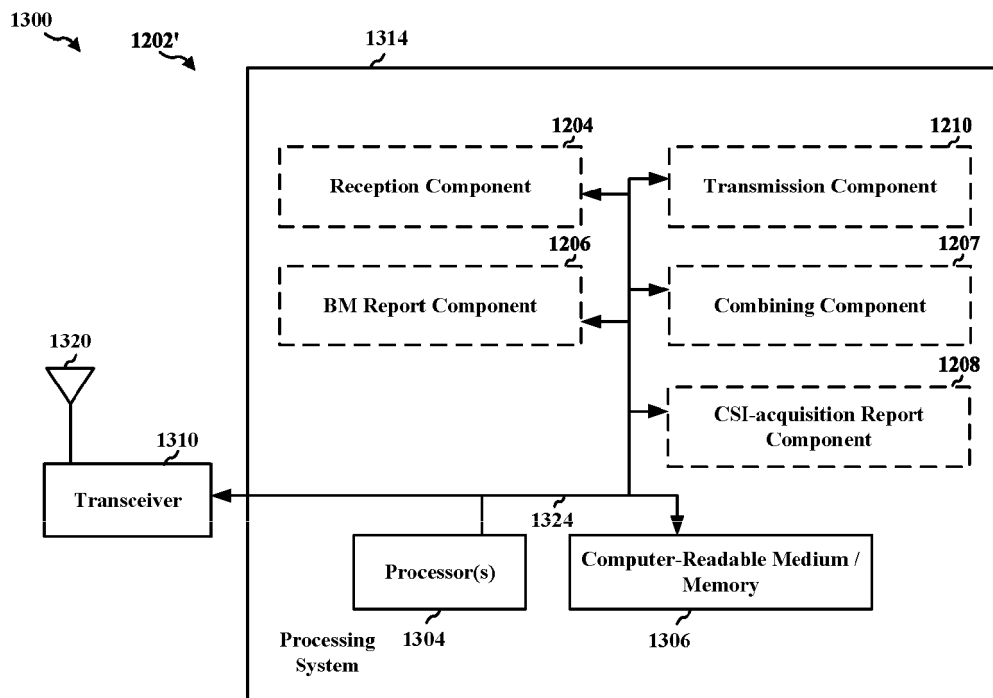 1300
1202'
1314
1204
Reception Component
1210
Transmission Component
1206
BM Report Component
1207
Combining Component
1208
CSI-acquisition Report
Component
1320
1310
Transceiver
1324
Processor(s)
1304
Computer-Readable Medium /
Memory
1306
Processing
System